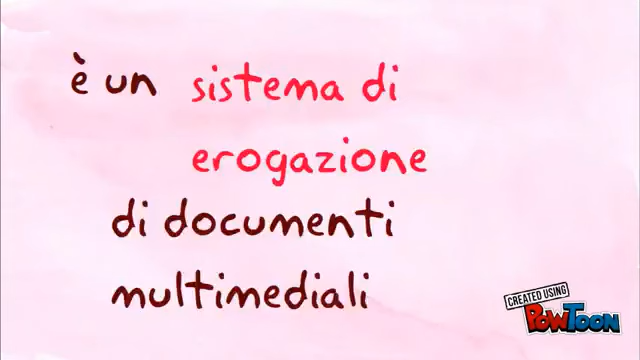 è un sistema di
erogazione
di documenti
multimediali
CREATED USING
POWTOON